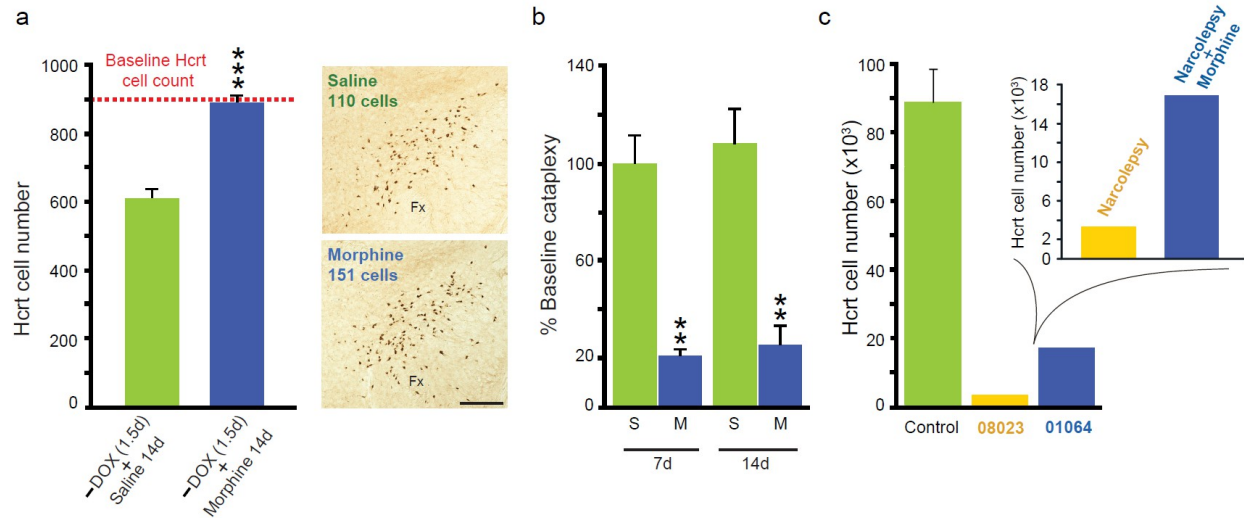 a
Hcrt cell number
1000
800
600
400
200
0
Baseline Hcrt
cell count
***
–DOX (1.5d)
+
Saline 14d
–DOX (1.5d)
+
Morphine 14d
Saline
110 cells
Fx
Morphine
151 cells
Fx
b
% Baseline cataplexy
140
120
100
60
40
20
0
**
**
S M S M
7d 14d
c
Hcrt cell number (x10³)
100
80
60
40
20
0
Control 08023 01064
Hcrt cell number (x10³)
18
14
10
6
2
0
Narcolepsy
Narcolepsy
+
Morphine